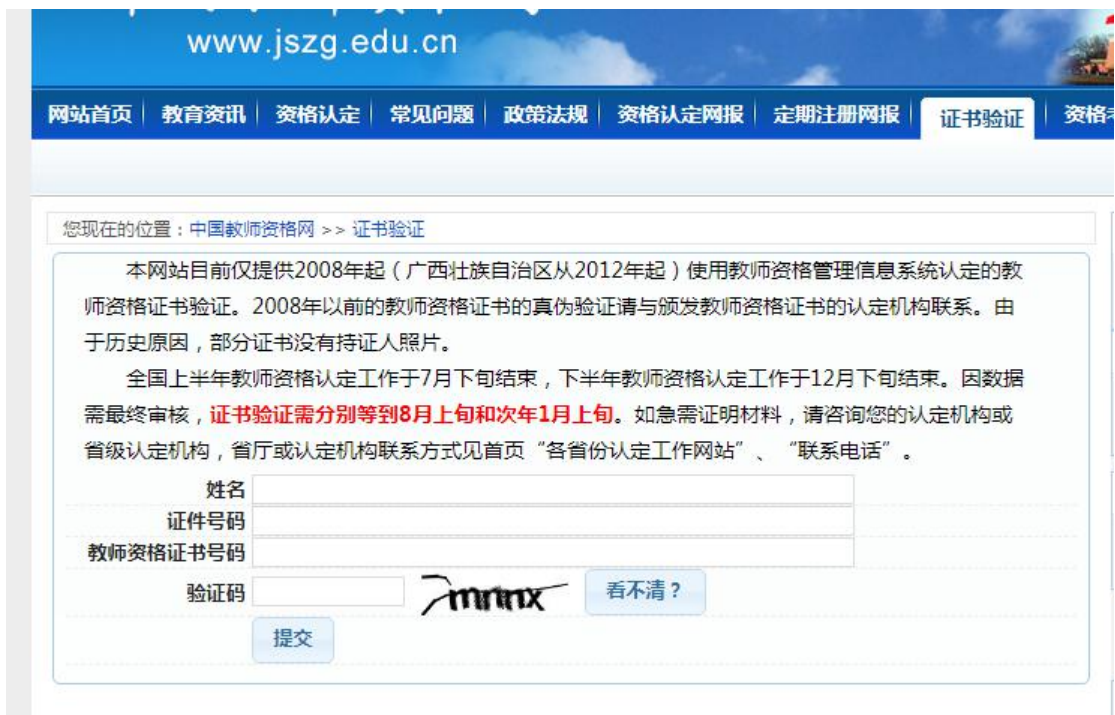 www.jszg.edu.cn
网站首页 教育资讯 资格认定 常见问题 政策法规 资格认定网报 定期注册网报 证书验证 资格
您现在的位置：中国教师资格网 >> 证书验证
本网站目前仅提供2008年起（广西壮族自治区从2012年起）使用教师资格管理信息系统认定的教
师资格证书验证。2008年以前的教师资格证书的真伪验证请与颁发教师资格证书的认定机构联系。由
于历史原因，部分证书没有持证人照片。
全国上半年教师资格认定工作于7月下旬结束，下半年教师资格认定工作于12月下旬结束。因数据
需最终审核，证书验证需分别等到8月上旬和次年1月上旬。如急需证明材料，请咨询您的认定机构或
省级认定机构，省厅或认定机构联系方式见首页“各省份认定工作网站”、“联系电话”。
姓名
证件号码
教师资格证书号码
验证码 看不清？
提交